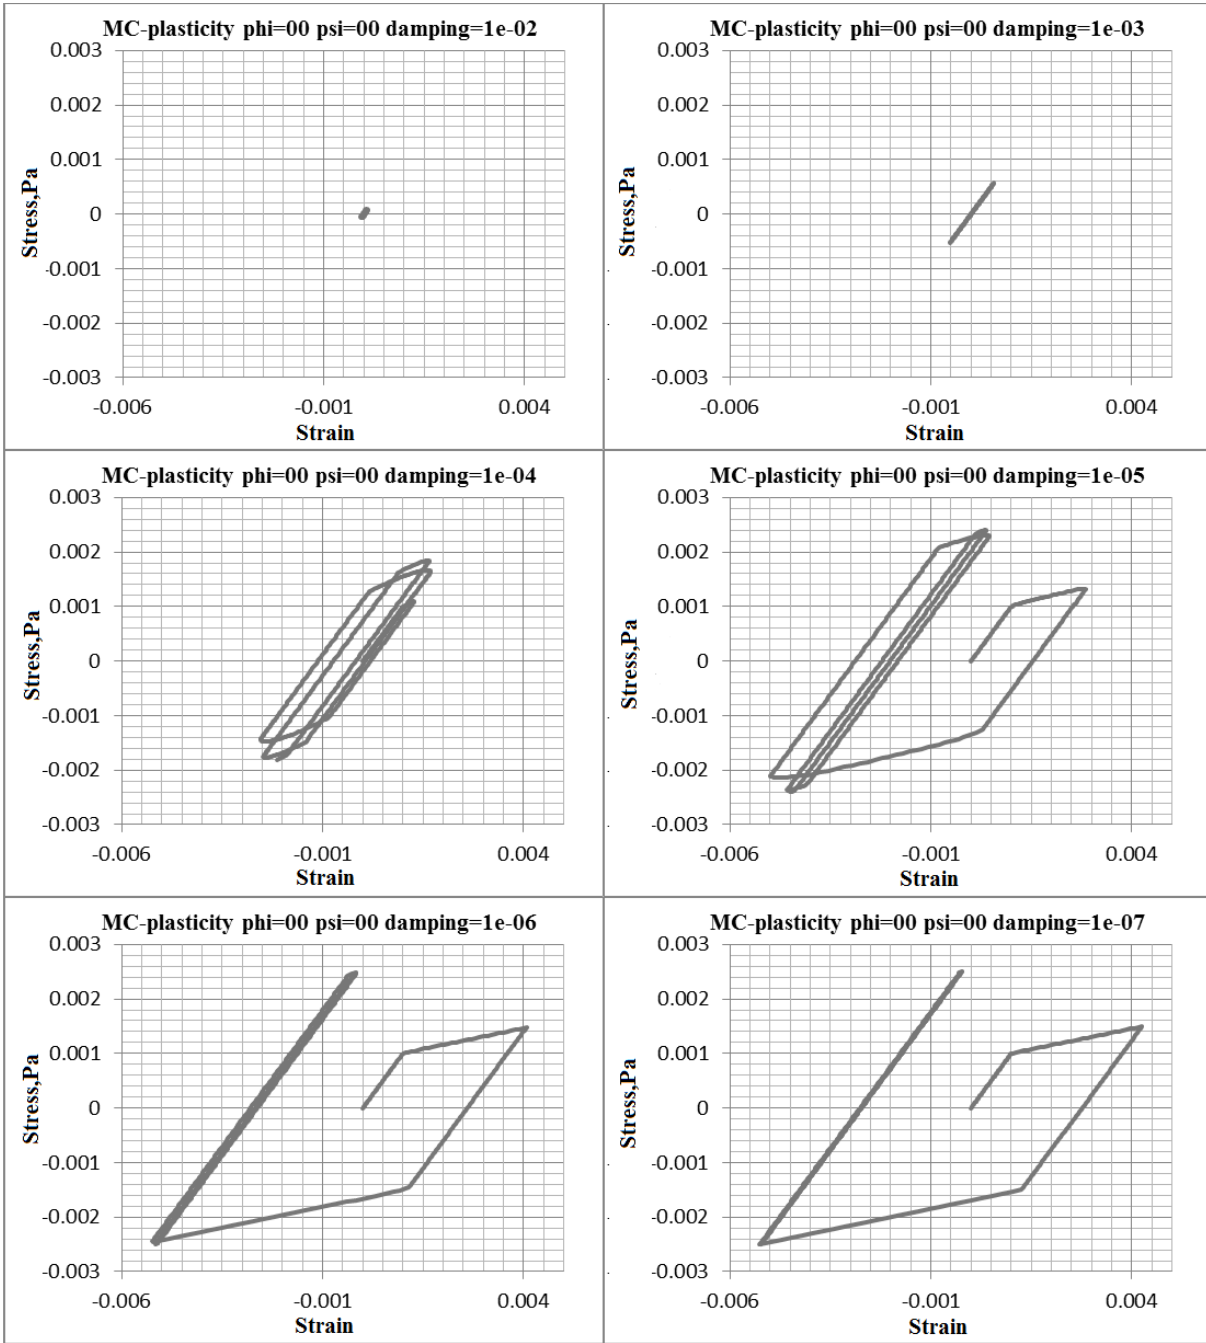 MC-plasticity phi=00 psi=00 damping=1e-02
0.003
0.002
0.001
0
-0.001
-0.002
-0.003
-0.006 -0.001 0.004
Stress,Pa
Strain
MC-plasticity phi=00 psi=00 damping=1e-03
0.003
0.002
0.001
0
-0.001
-0.002
-0.003
-0.006 -0.001 0.004
Stress,Pa
Strain
MC-plasticity phi=00 psi=00 damping=1e-04
0.003
0.002
0.001
0
-0.001
-0.002
-0.003
-0.006 -0.001 0.004
Stress,Pa
Strain
MC-plasticity phi=00 psi=00 damping=1e-05
0.003
0.002
0.001
0
-0.001
-0.002
-0.003
-0.006 -0.001 0.004
Stress,Pa
Strain
MC-plasticity phi=00 psi=00 damping=1e-06
0.003
0.002
0.001
0
-0.001
-0.002
-0.003
-0.006 -0.001 0.004
Stress,Pa
Strain
MC-plasticity phi=00 psi=00 damping=1e-07
0.003
0.002
0.001
0
-0.001
-0.002
-0.003
-0.006 -0.001 0.004
Stress,Pa
Strain